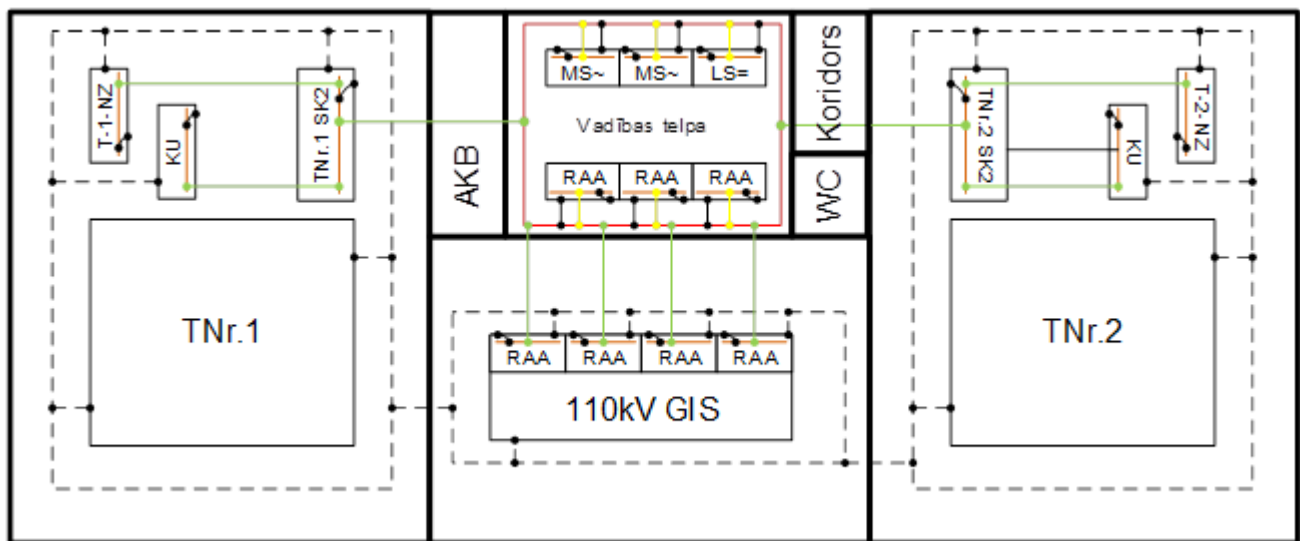 T-1-NZ
KU
TNr.1 SK2
TNr.1
AKB
MS~ MS~ LS=
Vadības telpa
RAA RAA RAA
Koridors
WC
RAA RAA RAA RAA
110kV GIS
TNr.2 SK2
KU
T-2-NZ
TNr.2